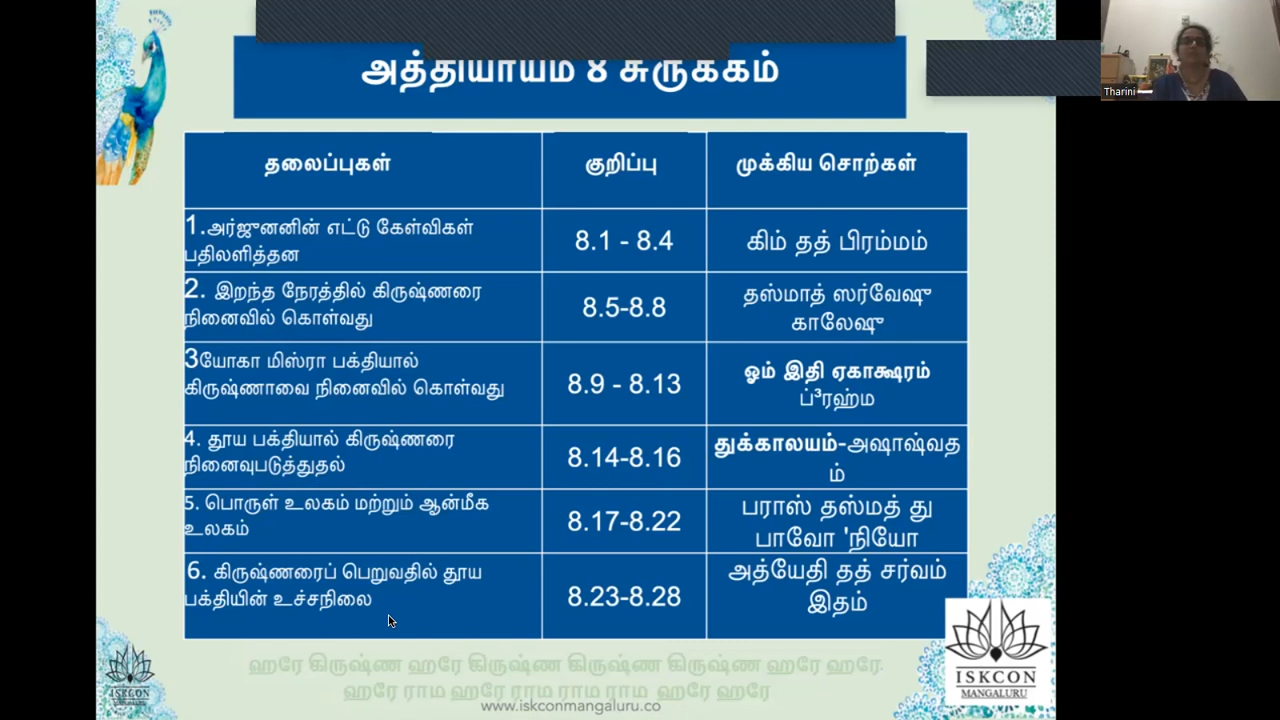 அத்தியாயம் 8 சுருக்கம்
Tharini
தலைப்புகள்
குறிப்பு
முக்கிய சொற்கள்
1.அர்ஜுனனின் எட்டு கேள்விகள்
பதிலளித்தன
8.1 - 8.4
கிம் தத் பிரம்மம்
2. இறந்த நேரத்தில் கிருஷ்ணரை
நினைவில் கொள்வது
8.5-8.8
தஸ்மாத் ஸர்வேஷு
காலேஷு
3யோகா மிஸ்ரா பக்தியால்
கிருஷ்ணாவை நினைவில் கொள்வது
8.9 - 8.13
ஓம் இதி ஏகாக்ஷரம்
ப்³ரஹ்ம
4. தூய பக்தியால் கிருஷ்ணரை
நினைவுபடுத்துதல்
8.14-8.16
துக்காலயம்-அஷாஷ்வத
ம்
5. பொருள் உலகம் மற்றும் ஆன்மீக
உலகம்
8.17-8.22
பராஸ் தஸ்மத் து
பாவோ 'நியோ
6. கிருஷ்ணரைப் பெறுவதில் தூய
பக்தியின் உச்சநிலை
8.23-8.28
அத்யேதி தத் சர்வம்
இதம்
ஹரே கிருஷ்ண ஹரே கிருஷ்ண கிருஷ்ண கிருஷ்ண ஹரே ஹரே
ஹரே ராம ஹரே ராம ராம ராம ஹரே ஹரே
www.iskconmangaluru.co
ISKCON
MANGALURU
ISKCON
MANGALURU